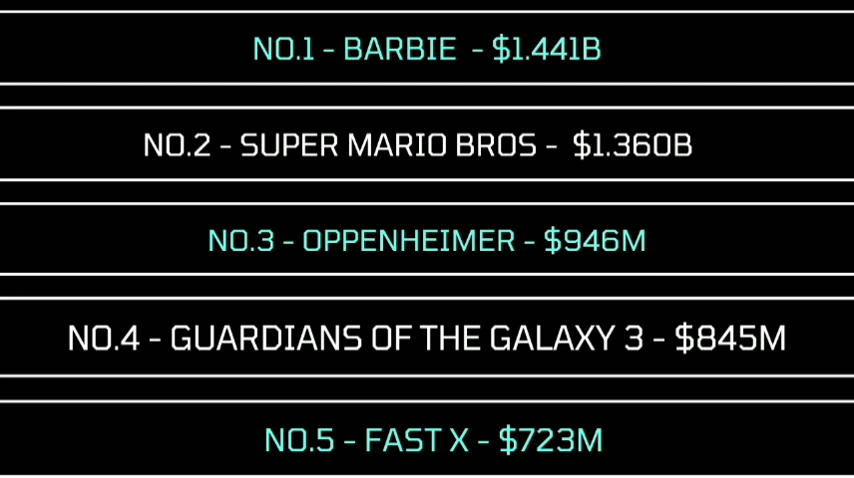 NO.1 - BARBIE - $1.441B
NO.2 - SUPER MARIO BROS - $1.360B
NO.3 - OPPENHEIMER - $946M
NO.4 - GUARDIANS OF THE GALAXY 3 - $845M
NO.5 - FAST X - $723M